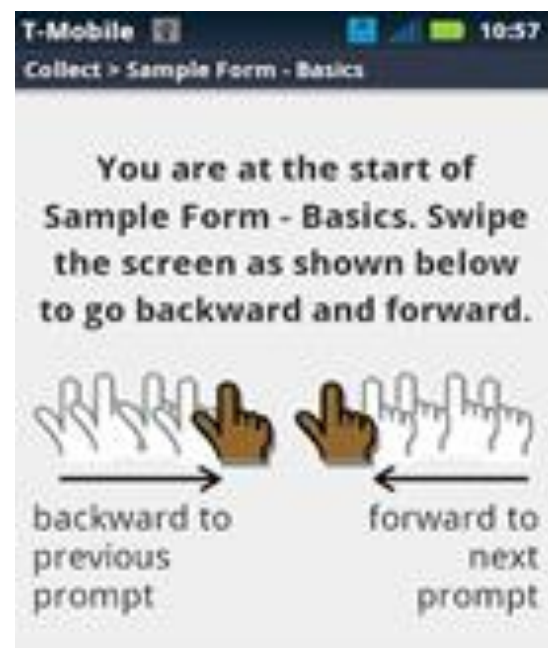 T-Mobile 10:57
Collect > Sample Form - Basics
You are at the start of
Sample Form - Basics. Swipe
the screen as shown below
to go backward and forward.
backward to
previous
prompt
forward to
next
prompt